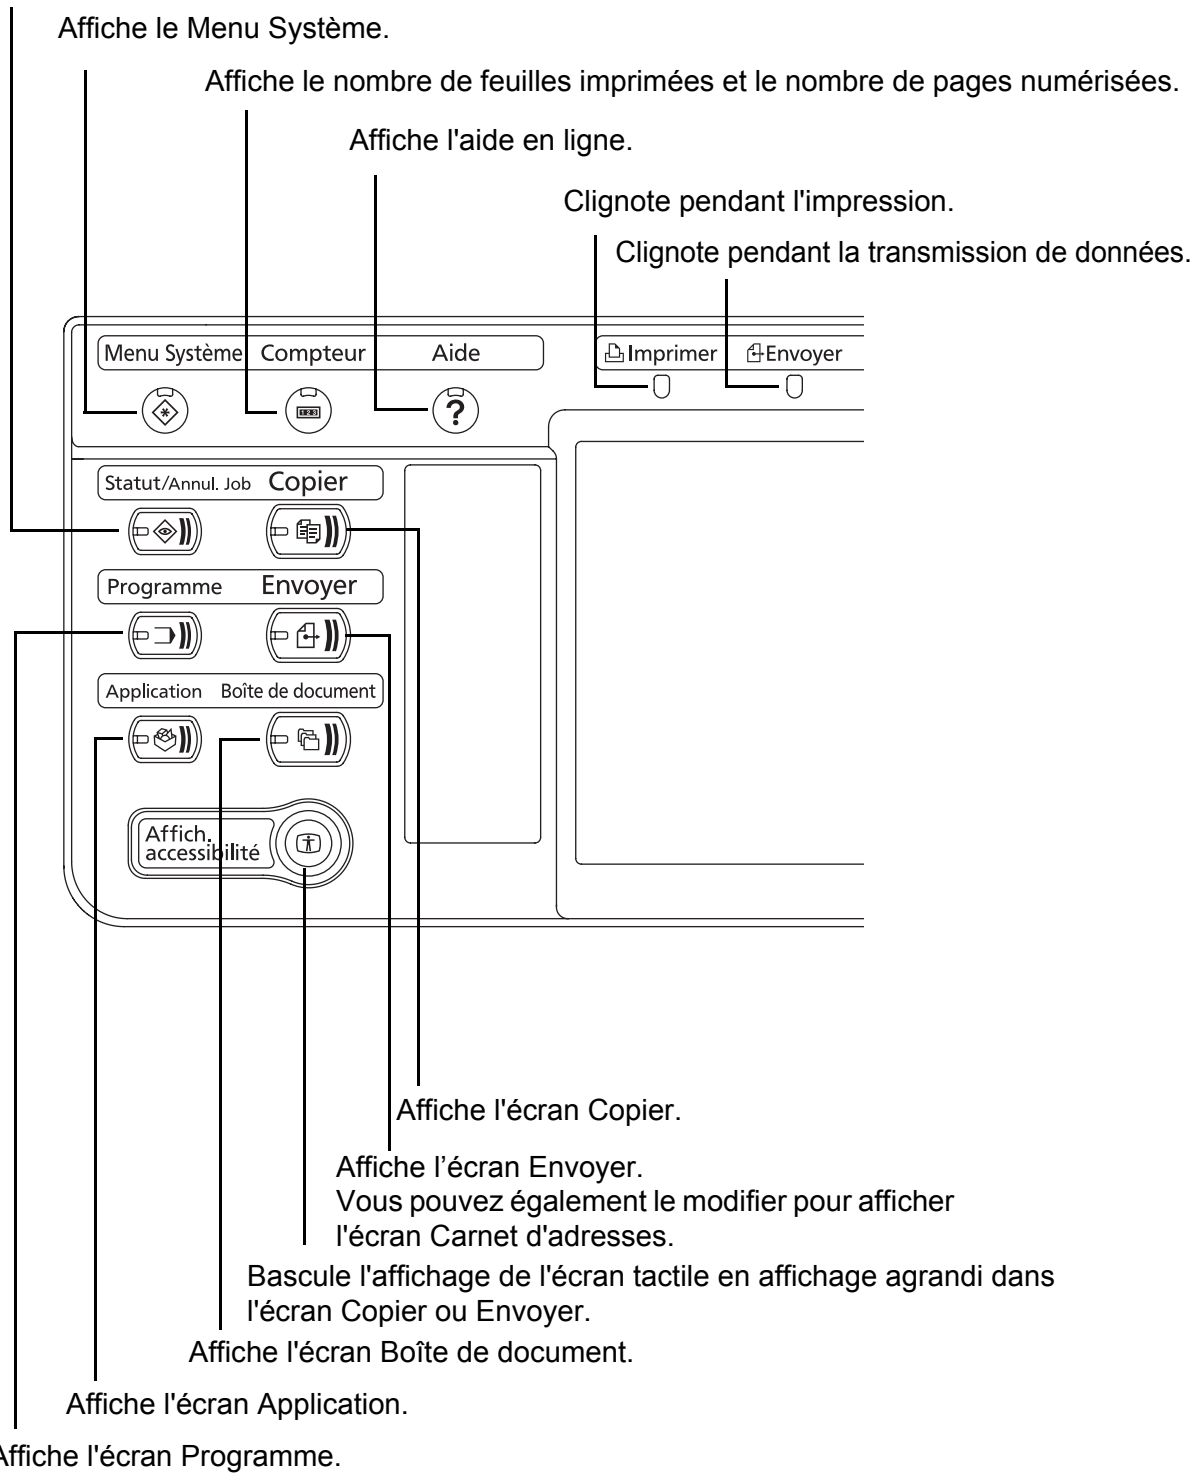 Affiche le Menu Système.
Affiche le nombre de feuilles imprimées et le nombre de pages numérisées.
Affiche l'aide en ligne.
Clignote pendant l'impression.
Clignote pendant la transmission de données.
Menu Système Compteur Aide
Imprimer Envoyer
123
?
Statut/Annul. Job Copier
Programme Envoyer
Application Boîte de document
Affich.
accessibilité
Affiche l'écran Copier.
Affiche l’écran Envoyer.
Vous pouvez également le modifier pour afficher
l'écran Carnet d'adresses.
Bascule l'affichage de l'écran tactile en affichage agrandi dans
l'écran Copier ou Envoyer.
Affiche l'écran Boîte de document.
Affiche l'écran Application.
Affiche l'écran Programme.